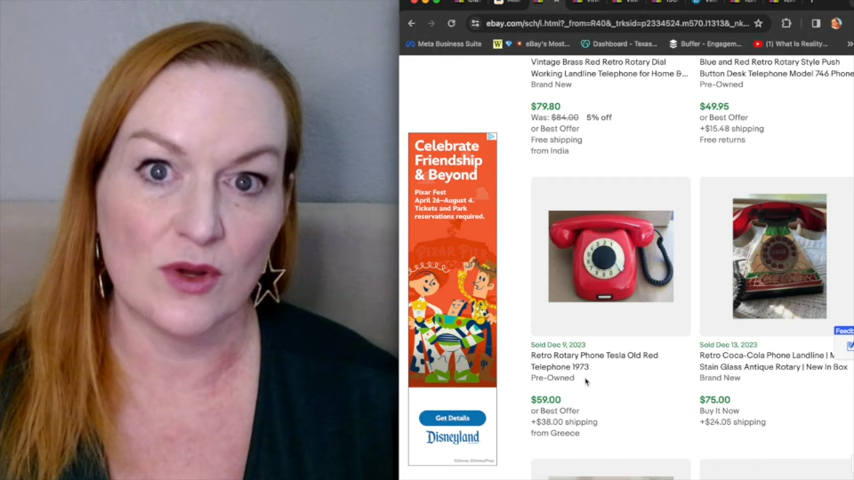 ebay.com/sch/i.html?_from=R40&_trksid=p2334524.m570.l1313&_nk...
Meta Business Suite
eBay's Most...
Dashboard - Texas...
Buffer - Engagem...
(1) What Is Reality...
Vintage Brass Red Retro Rotary Dial
Working Landline Telephone for Home &...
Brand New
$79.80
Was: $84.00 5% off
or Best Offer
Free shipping
from India
Blue and Red Retro Rotary Style Push
Button Desk Telephone Model 746 Phone
Pre-Owned
$49.95
or Best Offer
+$15.48 shipping
Free returns
Celebrate
Friendship
& Beyond
Pixar Fest
April 26–August 4.
Tickets and Park
reservations required.
Get Details
Disneyland
Sold Dec 9, 2023
Retro Rotary Phone Tesla Old Red
Telephone 1973
Pre-Owned
$59.00
or Best Offer
+$38.00 shipping
from Greece
Sold Dec 13, 2023
Retro Coca-Cola Phone Landline | M
Stain Glass Antique Rotary | New In Box
Brand New
$75.00
Buy It Now
+$24.05 shipping
Feedb